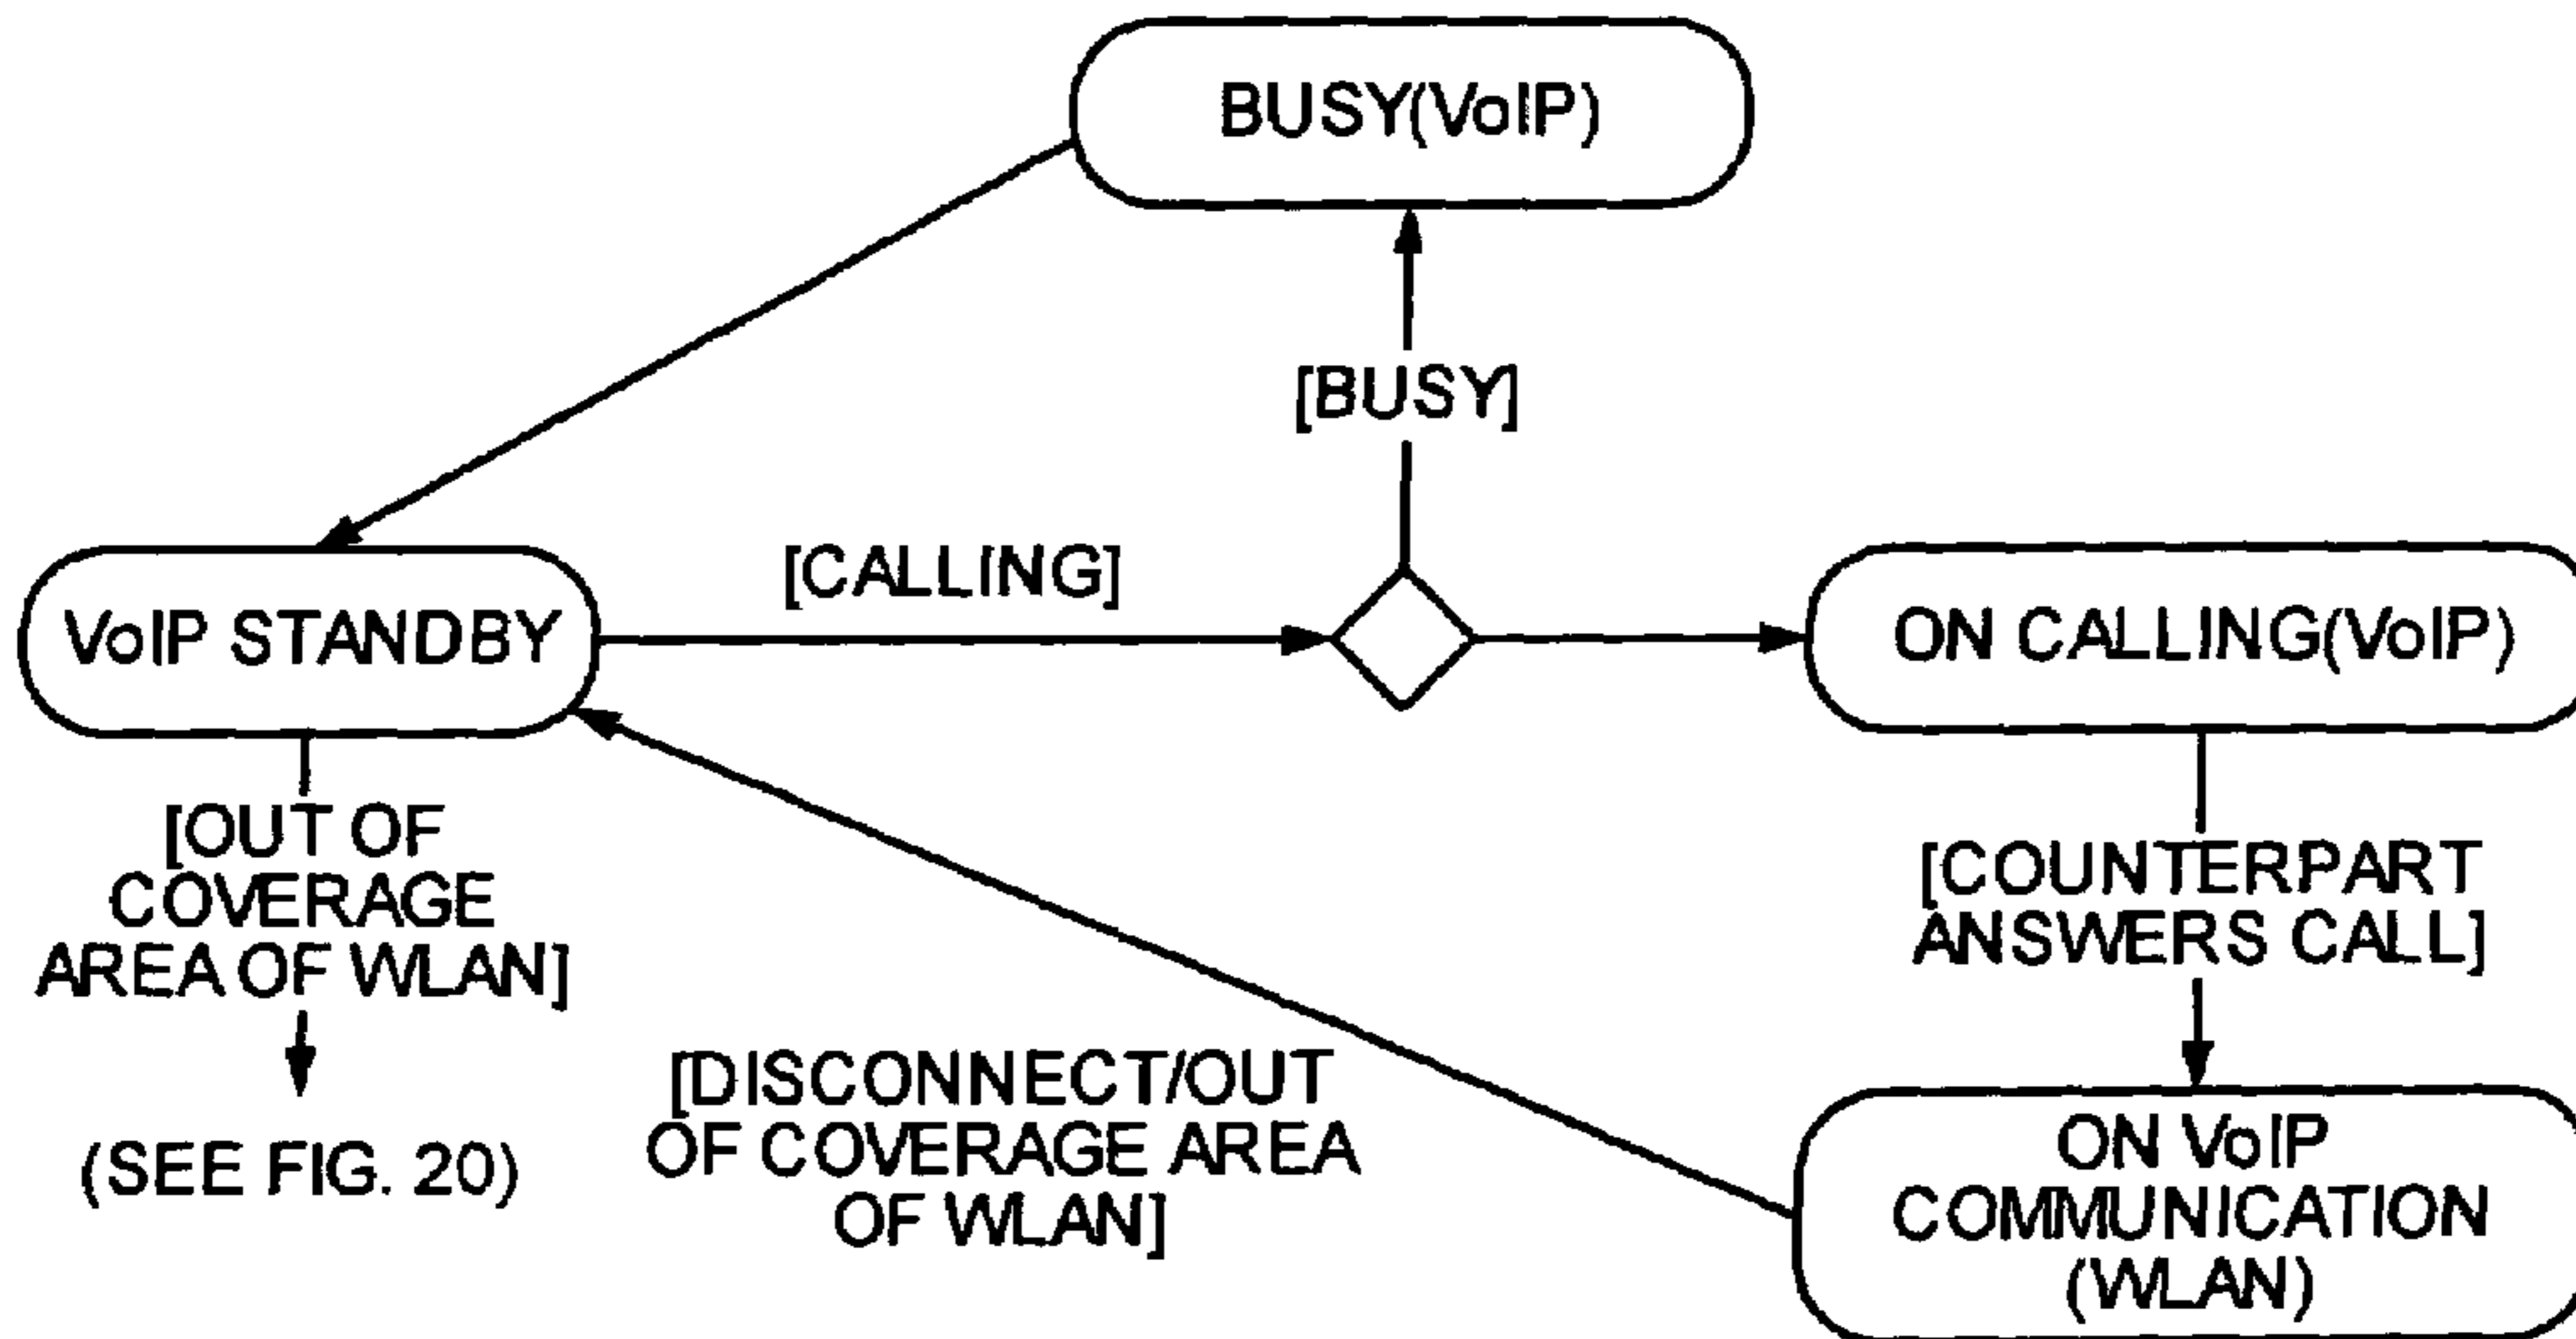 BUSY(VoIP)
[BUSY]
[CALLING]
VoIP STANDBY
ON CALLING(VoIP)
[OUT OF
COVERAGE
AREA OF WLAN]
[COUNTERPART
ANSWERS CALL]
(SEE FIG. 20)
[DISCONNECT/OUT
OF COVERAGE AREA
OF WLAN]
ON VoIP
COMMUNICATION
(WLAN)